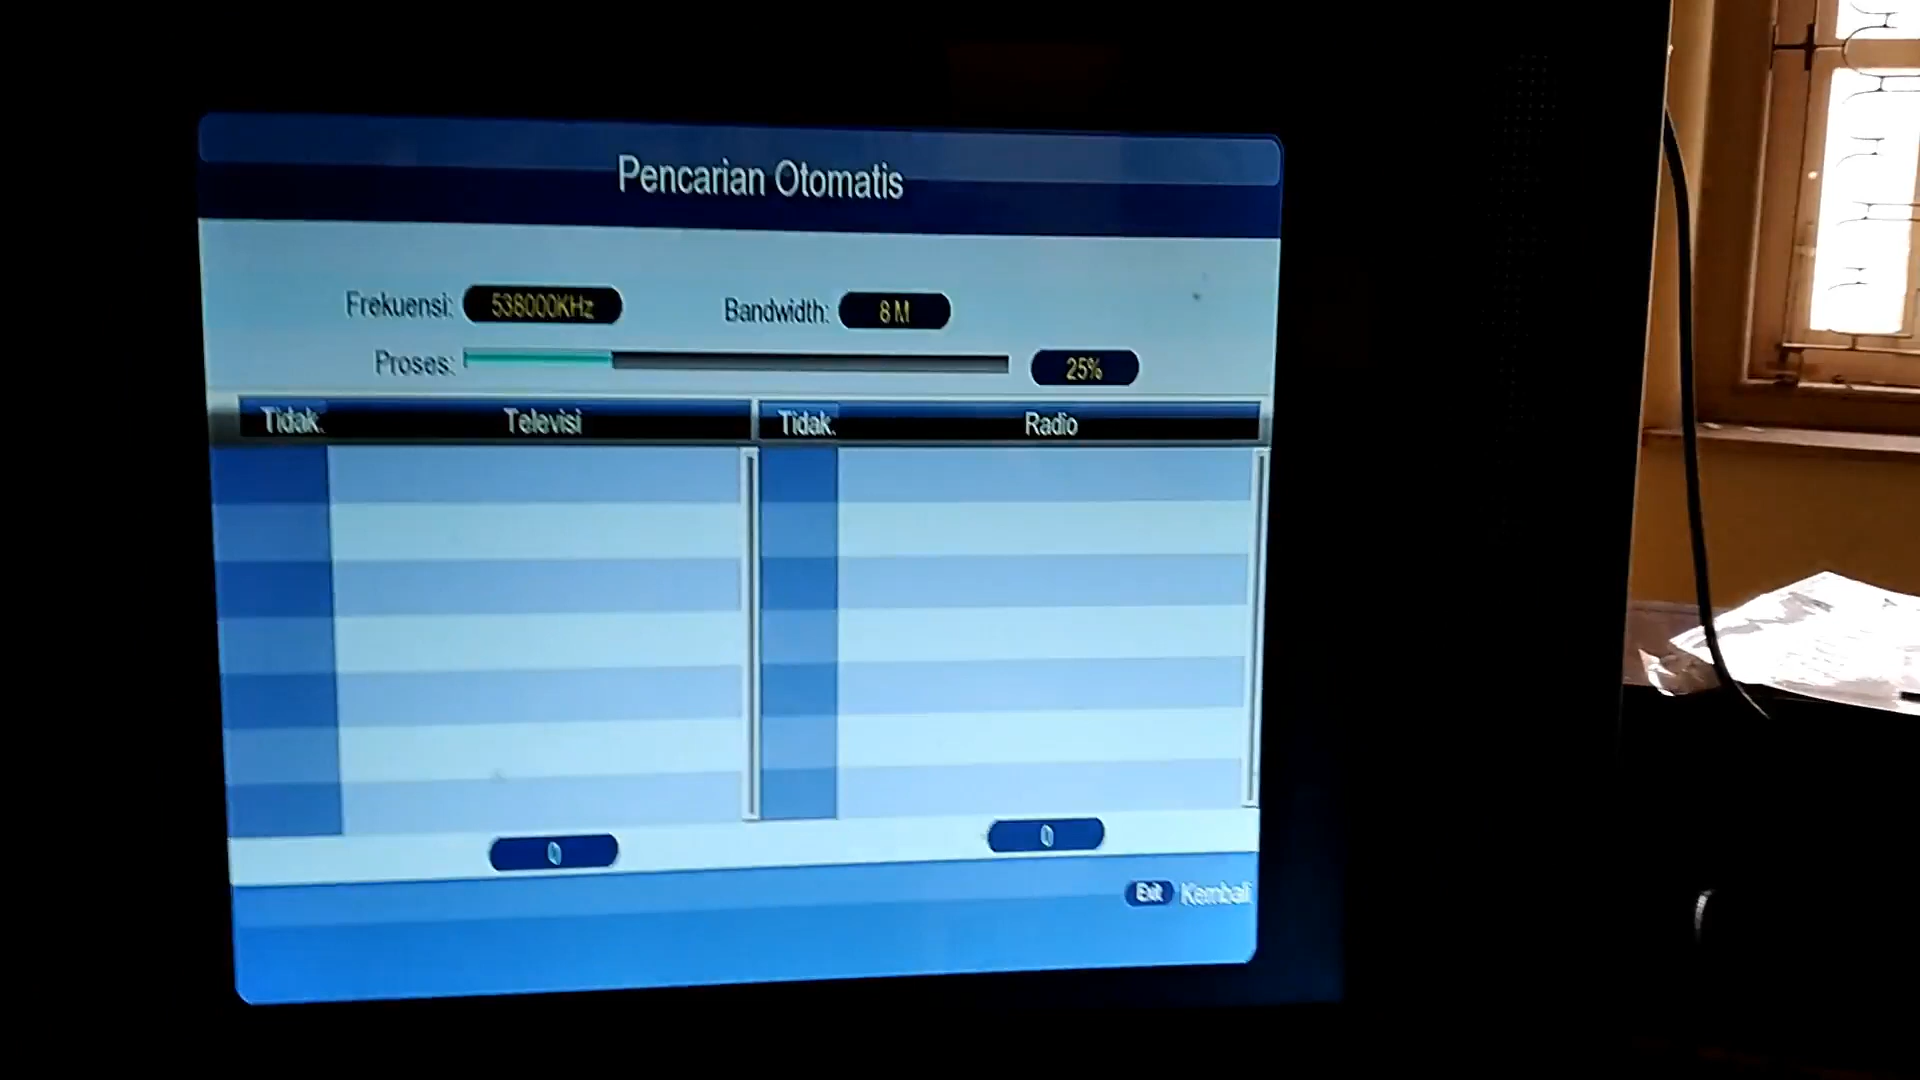 Pencarian Otomatis
Frekuensi: 538000KHz Bandwidth: 8 M
Proses: 25%
Tidak. Televisi Tidak. Radio
0 0
Exit Kembali